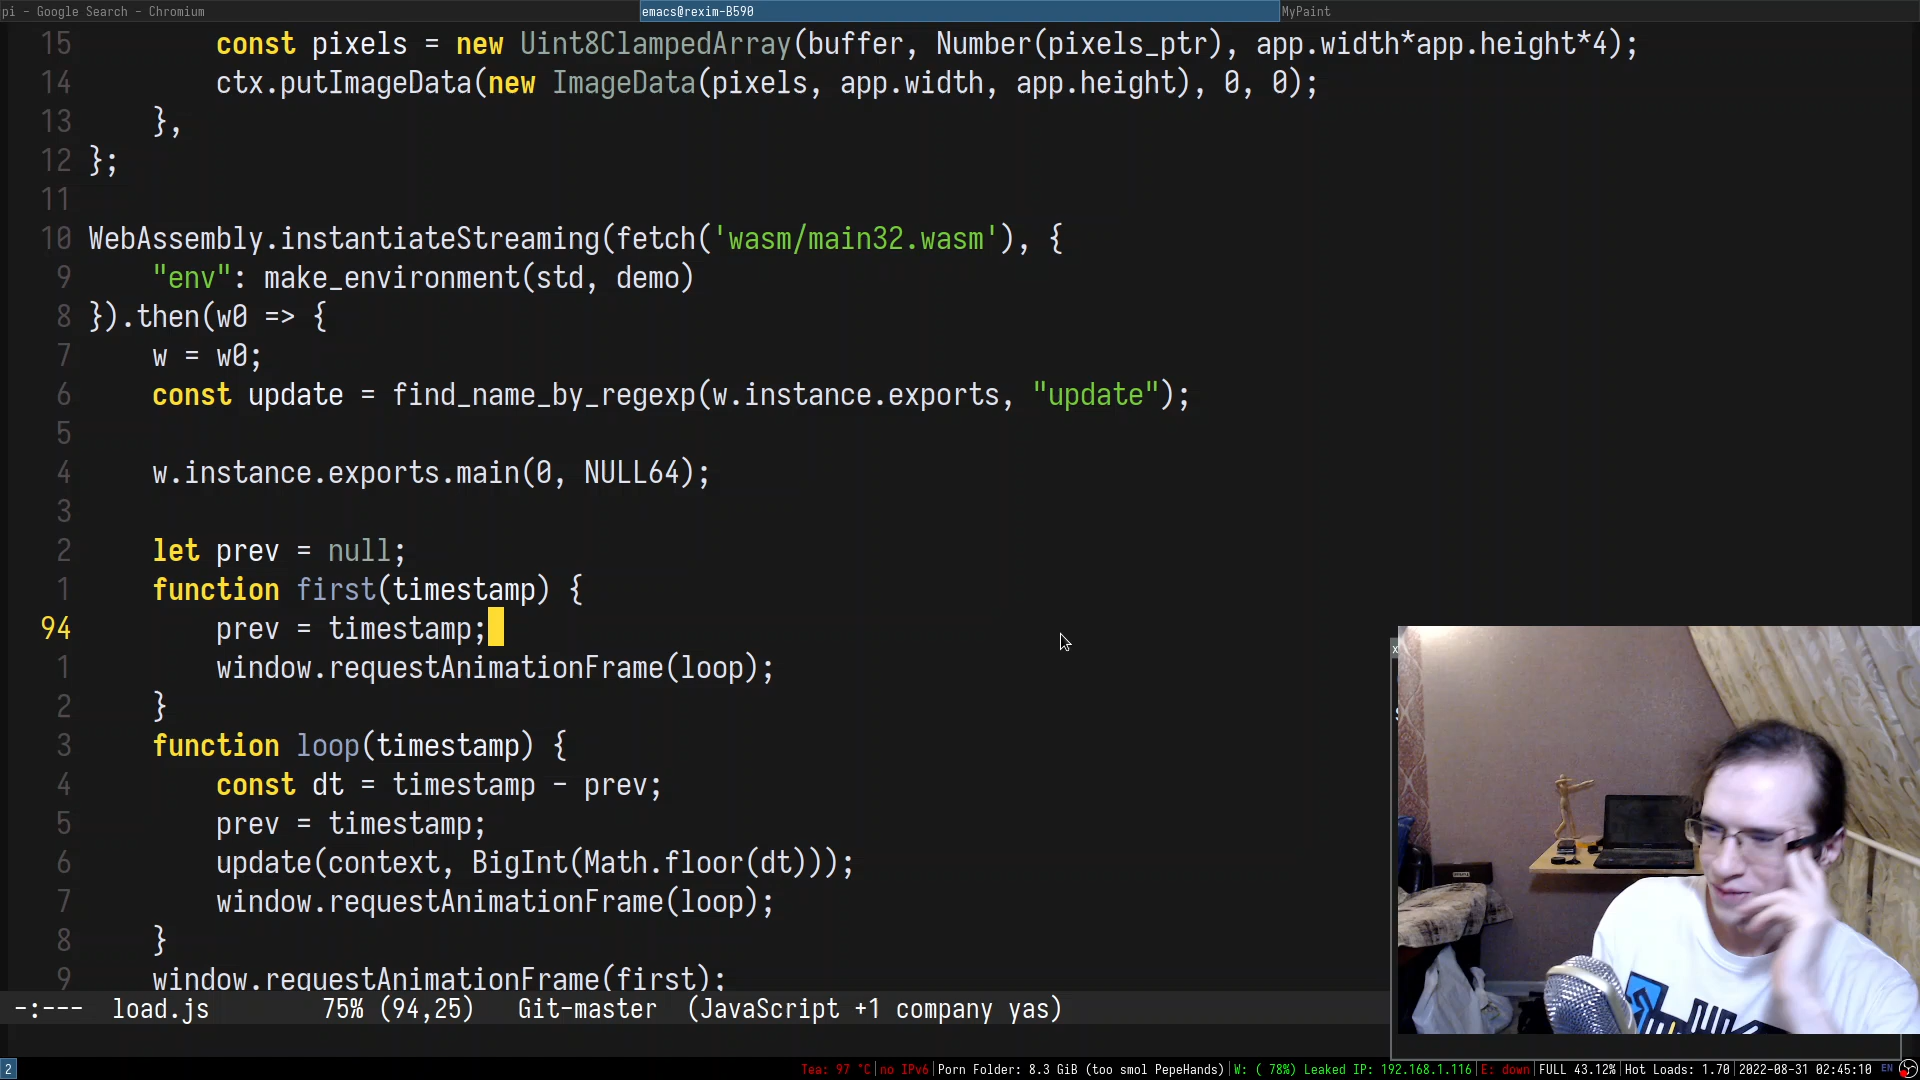 pi - Google Search - Chromium
emacs@rexim-B590
MyPaint
15 const pixels = new Uint8ClampedArray(buffer, Number(pixels_ptr), app.width*app.height*4);
14 ctx.putImageData(new ImageData(pixels, app.width, app.height), 0, 0);
13 },
12 };
11
10 WebAssembly.instantiateStreaming(fetch('wasm/main32.wasm'), {
9 "env": make_environment(std, demo)
8 }).then(w0 => {
7 w = w0;
6 const update = find_name_by_regexp(w.instance.exports, "update");
5
4 w.instance.exports.main(0, NULL64);
3
2 let prev = null;
1 function first(timestamp) {
94 prev = timestamp;
1 window.requestAnimationFrame(loop);
2 }
3 function loop(timestamp) {
4 const dt = timestamp - prev;
5 prev = timestamp;
6 update(context, BigInt(Math.floor(dt)));
7 window.requestAnimationFrame(loop);
8 }
9 window.requestAnimationFrame(first);
-:--- load.js 75% (94,25) Git-master (JavaScript +1 company yas)
2 Tea: 97 °C|no IPv6|Porn Folder: 8.3 GiB (too smol PepeHands)|W: ( 78%) Leaked IP: 192.168.1.116|E: down|FULL 43.12%|Hot Loads: 1.70|2022-08-31 02:45:10 EN